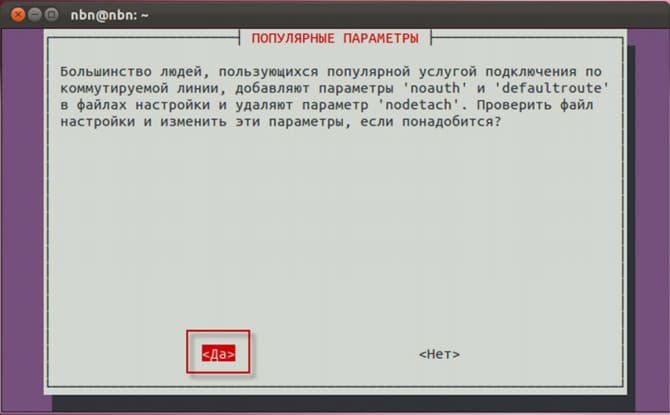 nbn@nbn: ~
ПОПУЛЯРНЫЕ ПАРАМЕТРЫ
Большинство людей, пользующихся популярной услугой подключения по
коммутируемой линии, добавляют параметры 'noauth' и 'defaultroute'
в файлах настройки и удаляют параметр 'nodetach'. Проверить файл
настройки и изменить эти параметры, если понадобится?
<Да> <Нет>